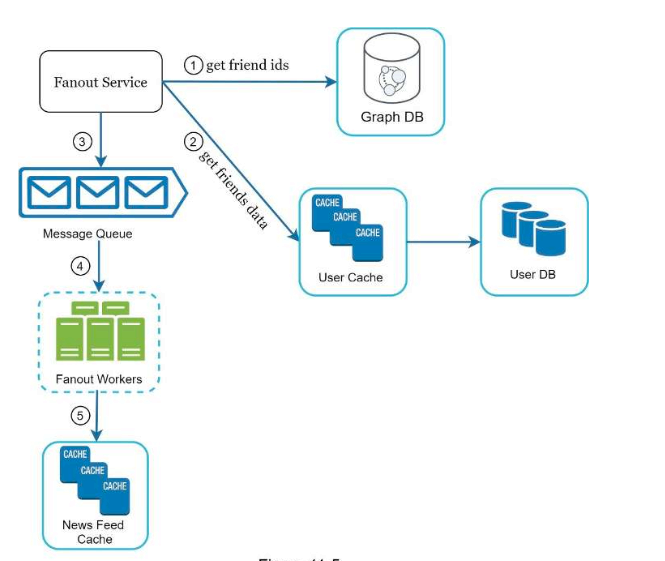 1 get friend ids
Fanout Service
Graph DB
3
2 get friends data
Message Queue
CACHE
CACHE
CACHE
User Cache
User DB
4
Fanout Workers
5
CACHE
CACHE
CACHE
News Feed
Cache